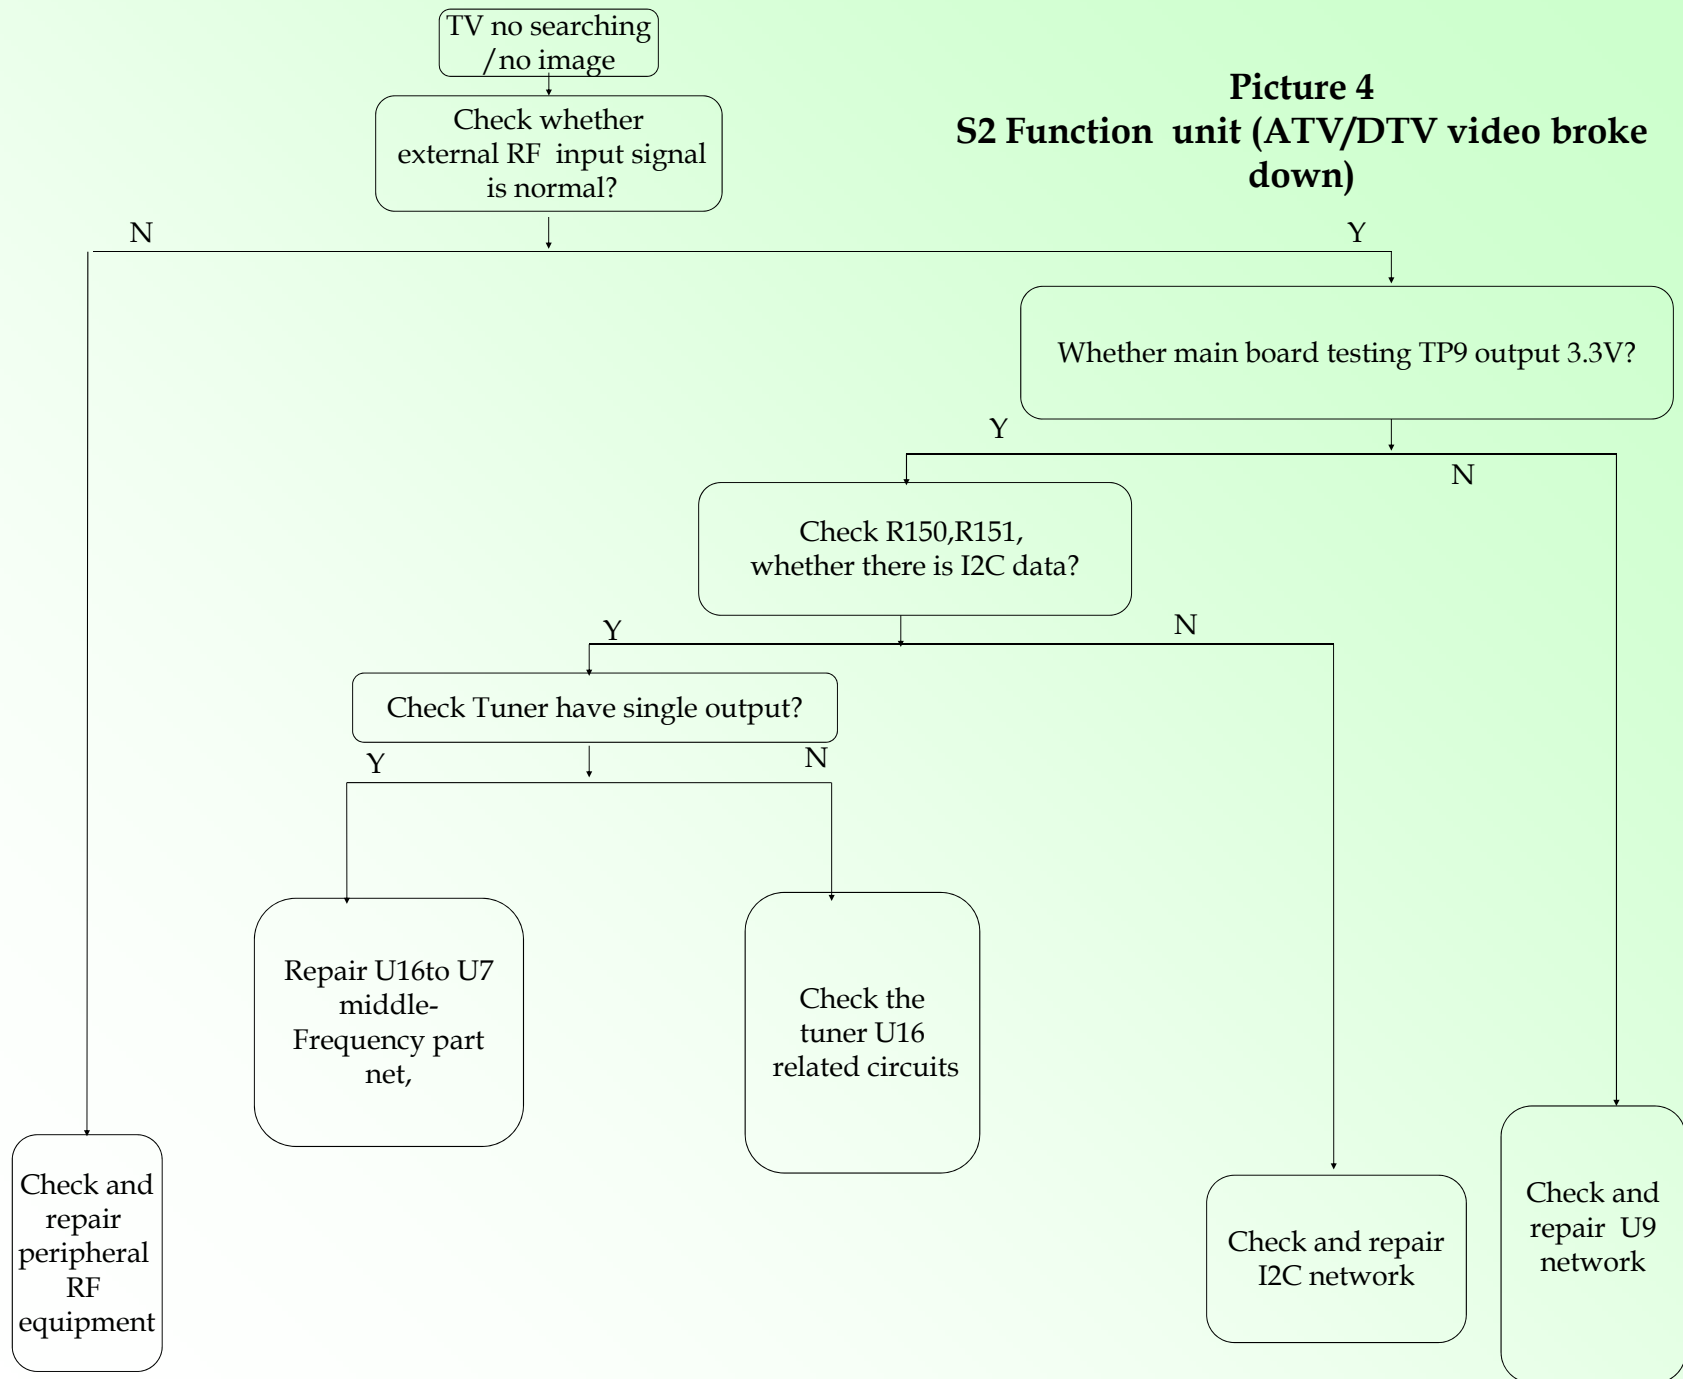 TV no searching
/no image
Picture 4
S2 Function unit (ATV/DTV video broke
down)
Check whether
external RF input signal
is normal?
N
Y
Whether main board testing TP9 output 3.3V?
Y
N
Check R150,R151,
whether there is I2C data?
Y
N
Check Tuner have single output?
Y
N
Repair U16to U7
middle-
Frequency part
net,
Check the
tuner U16
related circuits
Check and
repair
peripheral
RF
equipment
Check and repair
I2C network
Check and
repair U9
network